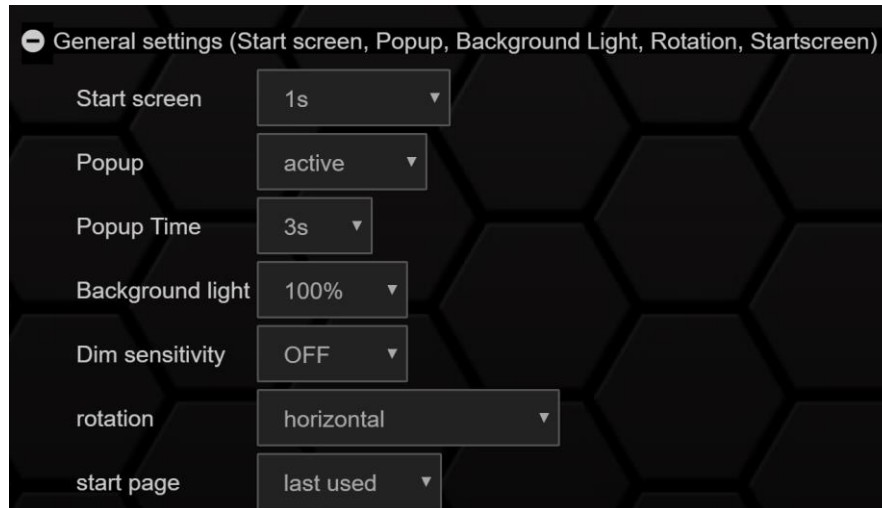 General settings (Start screen, Popup, Background Light, Rotation, Startscreen)
Start screen 1s
Popup active
Popup Time 3s
Background light 100%
Dim sensitivity OFF
rotation horizontal
start page last used